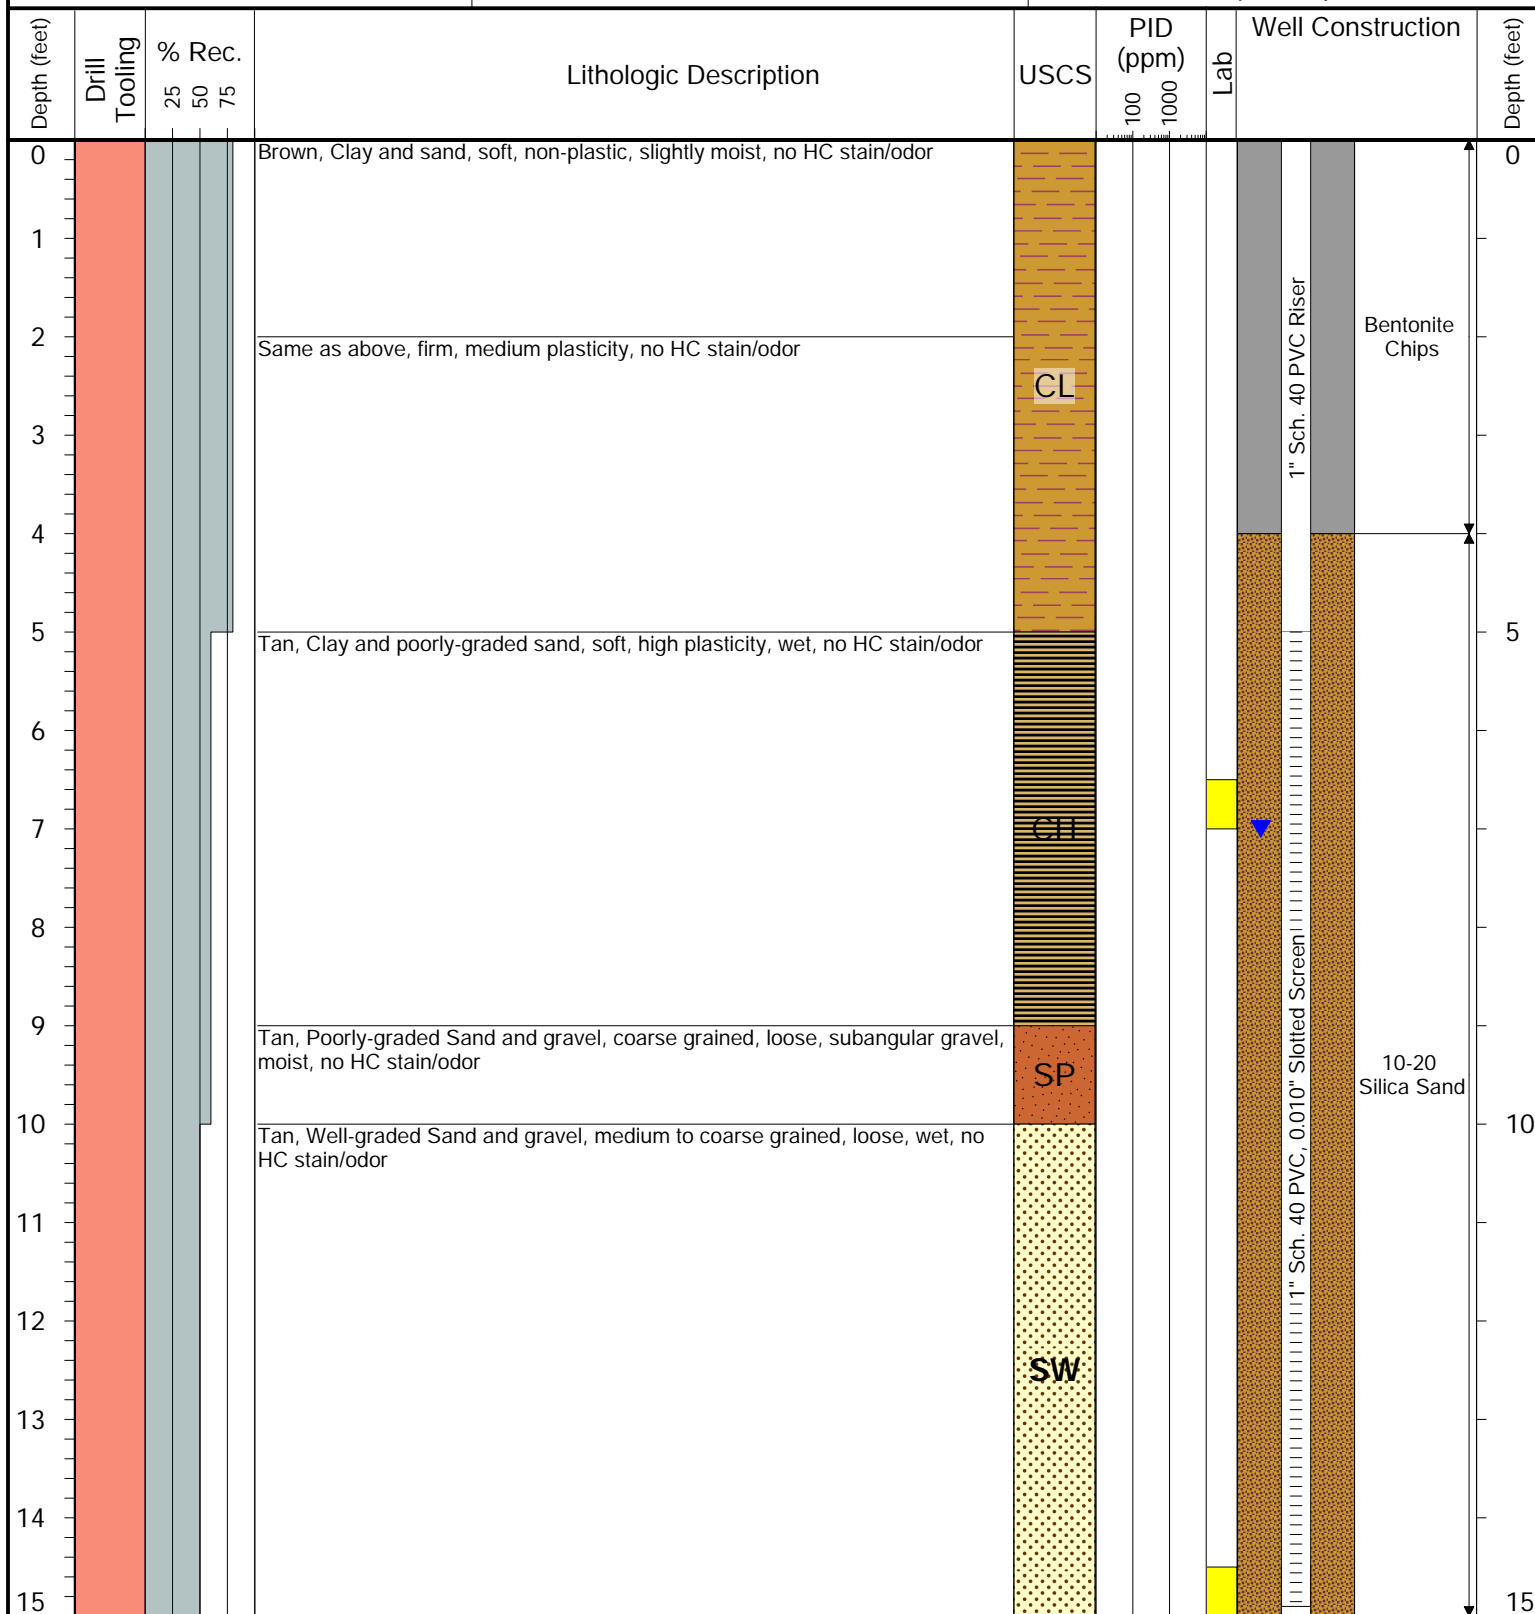 Depth (feet)
Drill
Tooling
% Rec.
25
50
75
Lithologic Description
USCS
PID
(ppm)
100
1000
Lab
Well Construction
Depth (feet)
0
Brown, Clay and sand, soft, non-plastic, slightly moist, no HC stain/odor
0
1
2
Same as above, firm, medium plasticity, no HC stain/odor
CL
1" Sch. 40 PVC Riser
Bentonite
Chips
3
4
5
Tan, Clay and poorly-graded sand, soft, high plasticity, wet, no HC stain/odor
5
6
7
CH
8
9
Tan, Poorly-graded Sand and gravel, coarse grained, loose, subangular gravel,
moist, no HC stain/odor
SP
1" Sch. 40 PVC, 0.010" Slotted Screen
10-20
Silica Sand
10
Tan, Well-graded Sand and gravel, medium to coarse grained, loose, wet, no
HC stain/odor
10
11
12
SW
13
14
15
15